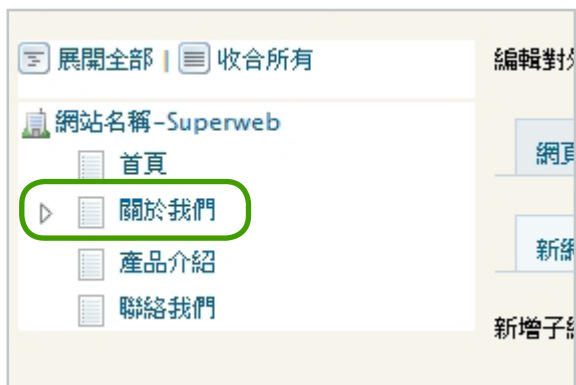 展開全部 | 收合所有
網站名稱-Superweb
首頁
關於我們
產品介紹
聯絡我們
編輯對
網頁
新
新增子